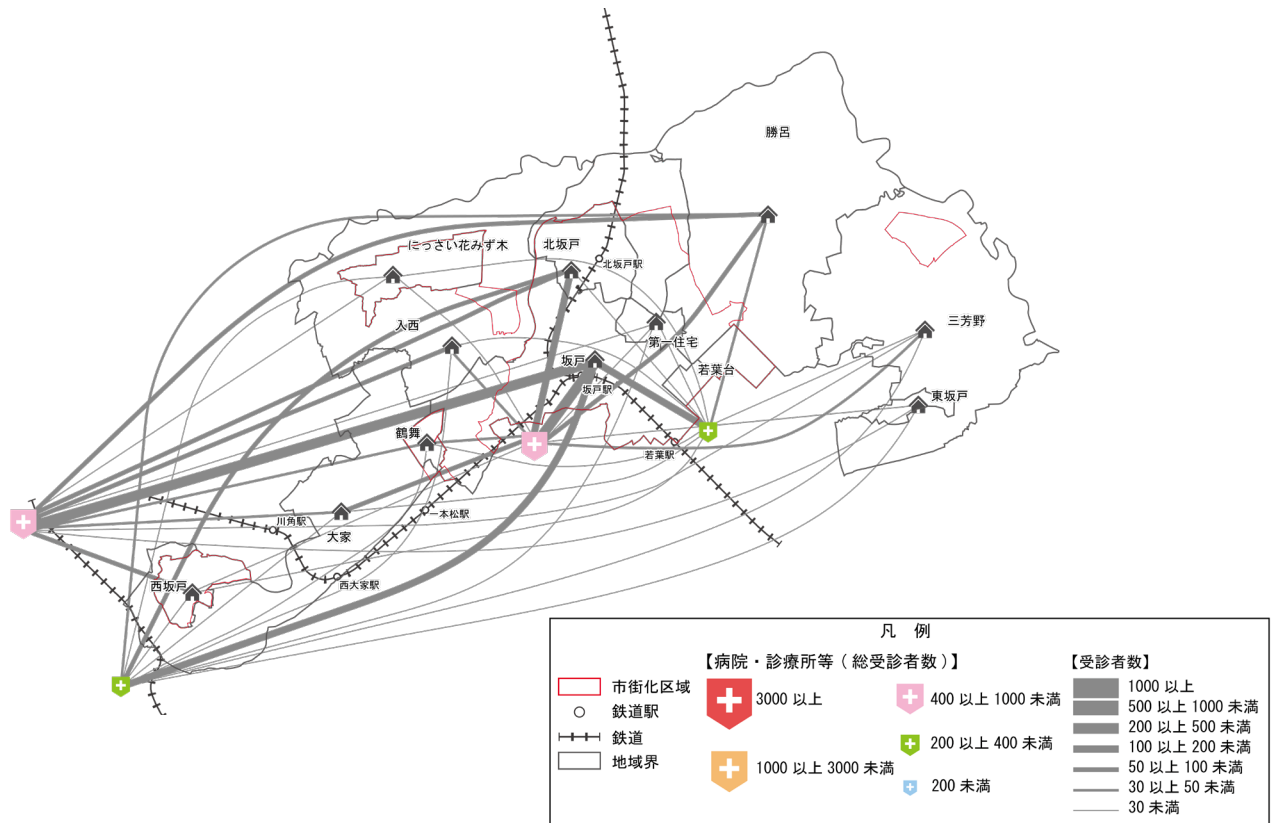 勝呂
にっさい花みず木
北坂戸
北坂戸駅
入西
第一住宅
三芳野
坂戸
若葉台
坂戸駅
東坂戸
鶴舞
若葉駅
一本松駅
川角駅
大家
西大家駅
西坂戸
凡 例
【病院・診療所等（総受診者数）】
【受診者数】
市街化区域
鉄道駅
鉄道
地域界
3000 以上
1000 以上 3000 未満
400 以上 1000 未満
200 以上 400 未満
200 未満
1000 以上
500 以上 1000 未満
200 以上 500 未満
100 以上 200 未満
50 以上 100 未満
30 以上 50 未満
30 未満